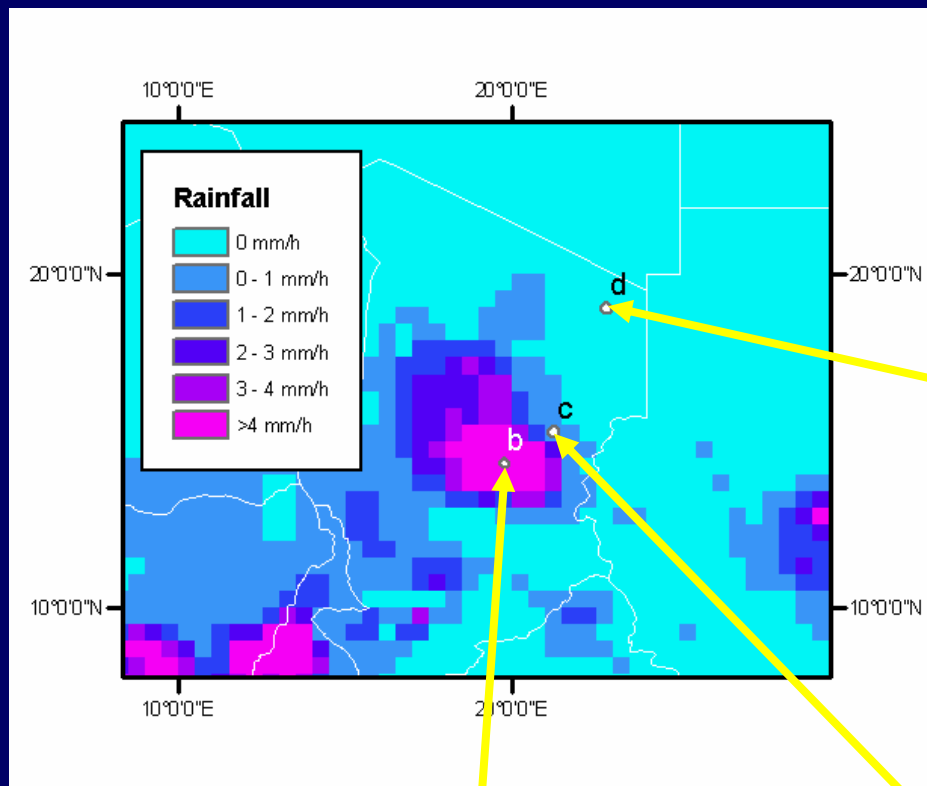 10°0'0"E 20°0'0"E
Rainfall
0 mm/h
0 - 1 mm/h
1 - 2 mm/h
2 - 3 mm/h
3 - 4 mm/h
>4 mm/h
20°0'0"N 20°0'0"N
d
c
b
10°0'0"N 10°0'0"N
10°0'0"E 20°0'0"E